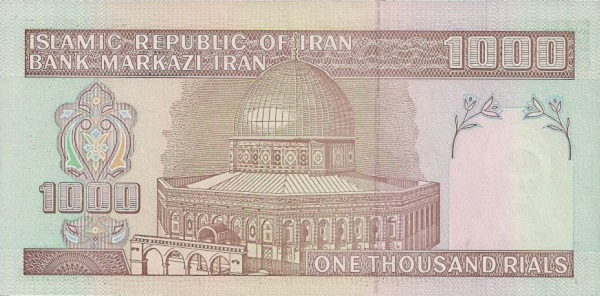 ISLAMIC REPUBLIC OF IRAN
BANK MARKAZI IRAN
1000
1000
ONE THOUSAND RIALS